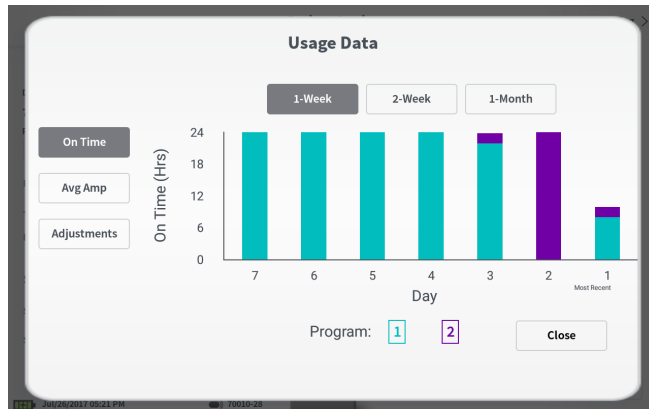 Usage Data
1-Week 2-Week 1-Month
On Time
Avg Amp
Adjustments
On Time (Hrs)
24
18
12
6
0
7 6 5 4 3 2 1
Most Recent
Day
Program: 1 2
Close
Jul/26/2017 05:21 PM 70010-28